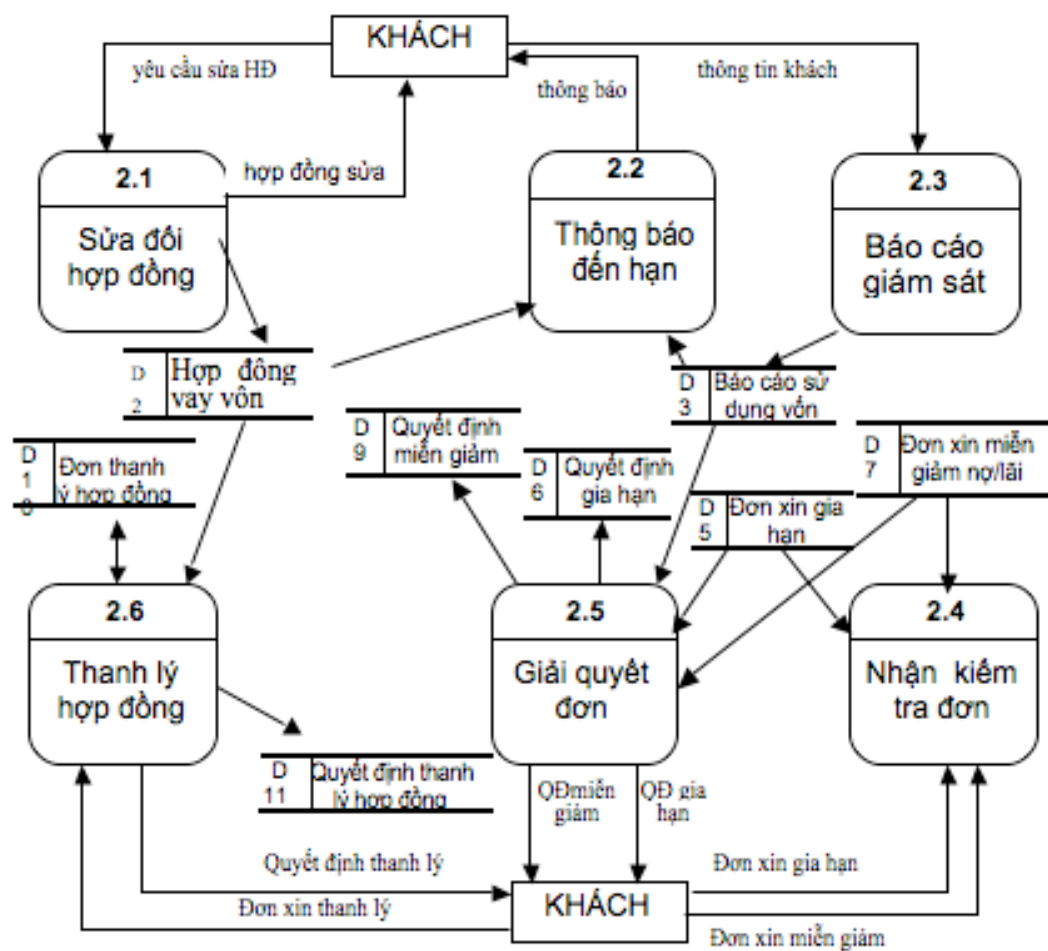 KHÁCH
yêu cầu sửa HĐ
thông báo
thông tin khách
hợp đồng sửa
2.1
Sửa đổi
hợp đồng
2.2
Thông báo
đến hạn
2.3
Báo cáo
giám sát
D
2
Hợp đông
vay vôn
D
3
Báo cáo sử
dụng vốn
D
9
Quyết định
miễn giảm
D
6
Quyết định
gia hạn
D
7
Đơn xin miễn
giảm nợ/lãi
D
1
Đơn thanh
lý hợp đồng
D
5
Đơn xin gia
hạn
2.6
Thanh lý
hợp đồng
2.5
Giải quyết
đơn
2.4
Nhận kiểm
tra đơn
D
11
Quyết định thanh
lý hợp đồng
QĐmiễn
giảm
QĐ gia
hạn
Quyết định thanh lý
Đơn xin thanh lý
KHÁCH
Đơn xin gia hạn
Đơn xin miễn giảm